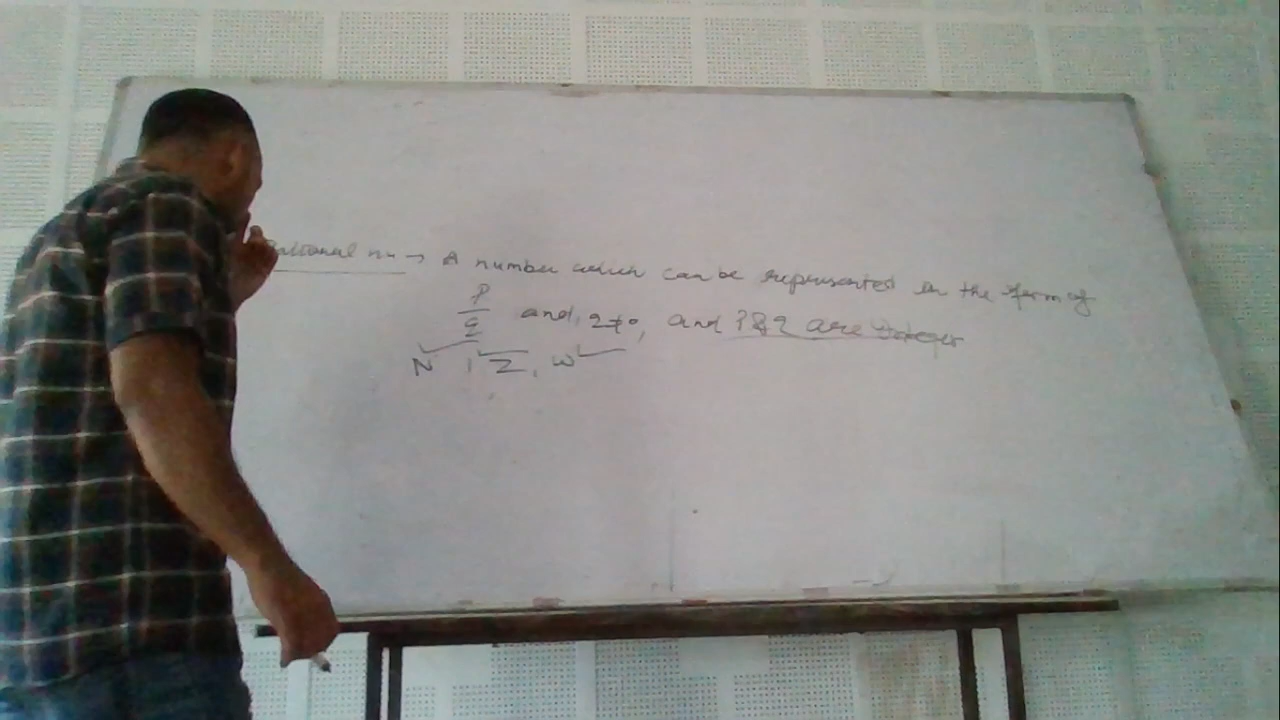 Rational no → A number which can be represented in the form of
P/q and, q≠0, and P&q are Integer
N, Z, W